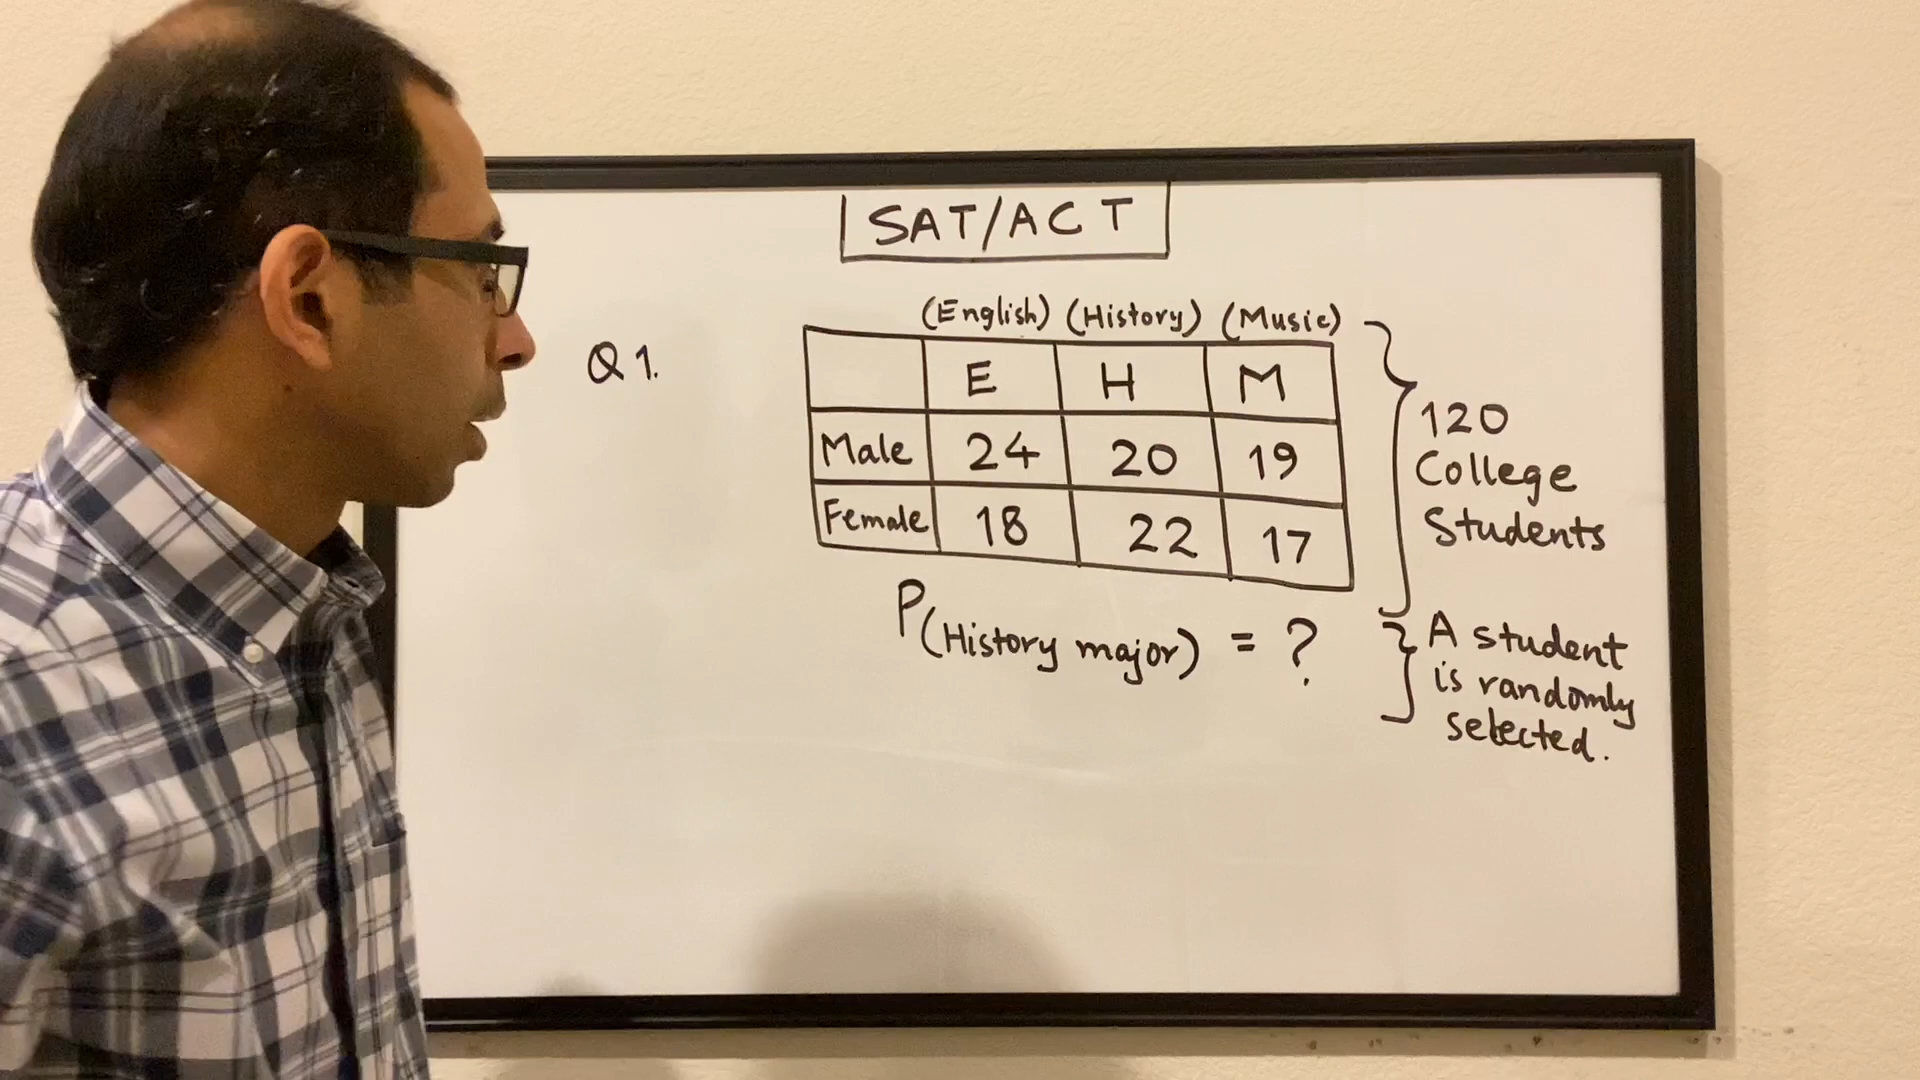 SAT/ACT
(English) (History) (Music)
Q1.
E H M
Male 24 20 19
Female 18 22 17
120
College
Students
P(History major) = ?
A student
is randomly
selected.